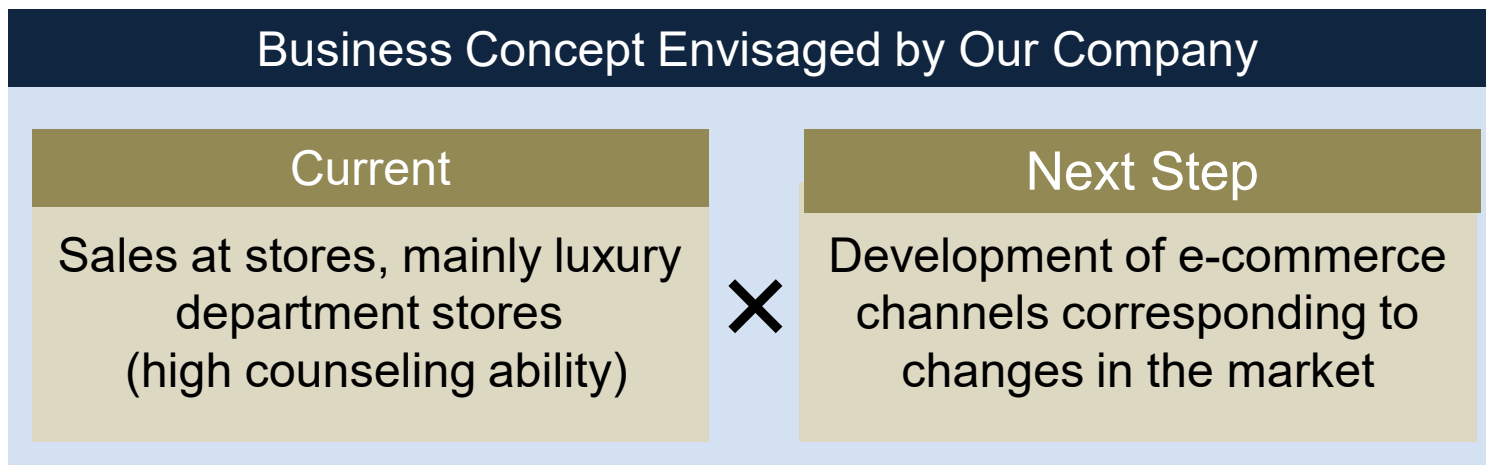 Business Concept Envisaged by Our Company
Current
Sales at stores, mainly luxury
department stores
(high counseling ability)
×
Next Step
Development of e-commerce
channels corresponding to
changes in the market